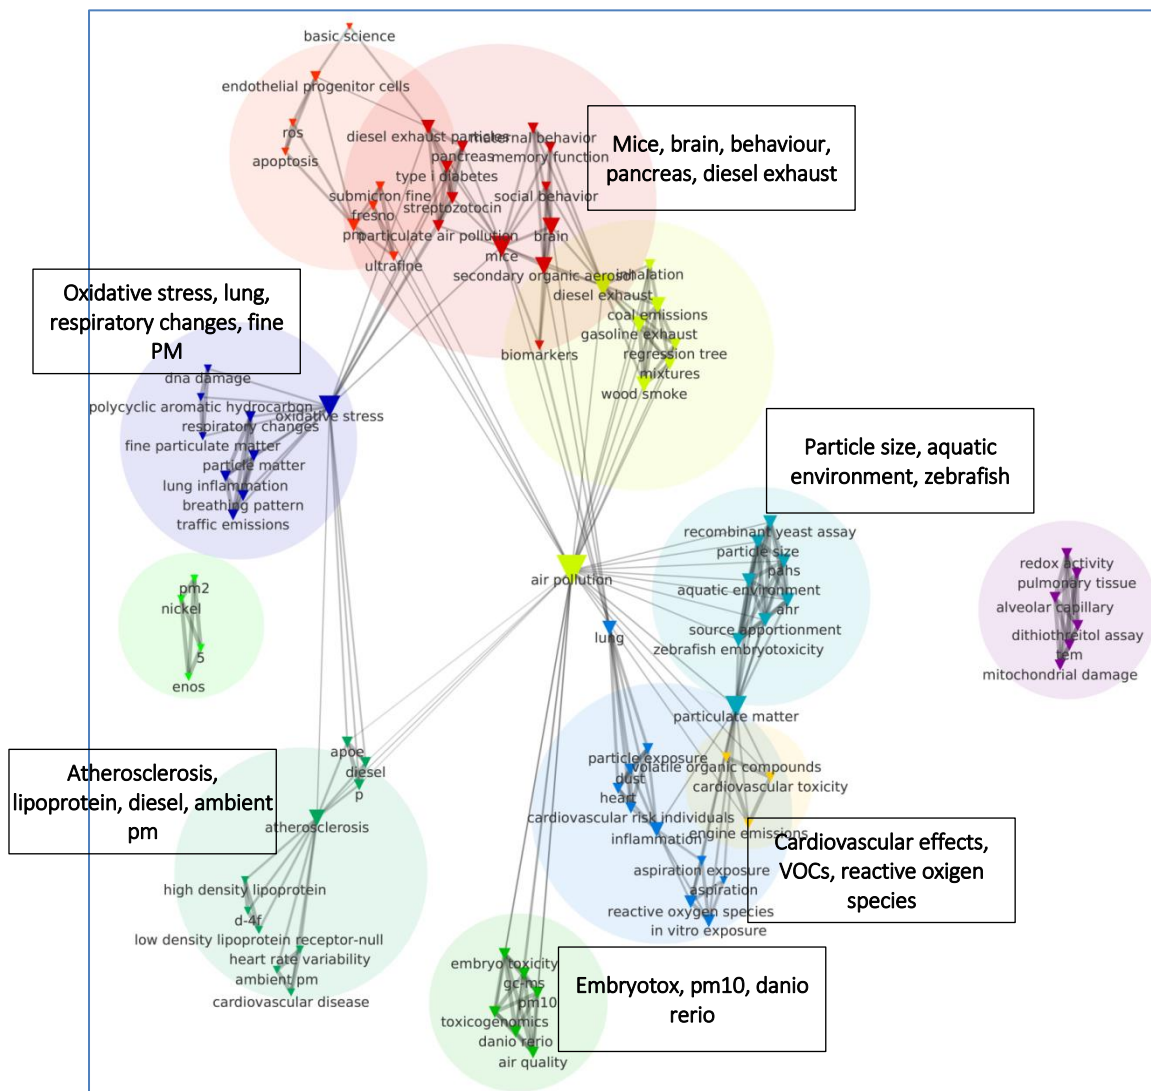 basic science
endothelial progenitor cells
ros
apoptosis
diesel exhaust particles
maternal behavior
pancreas
memory function
type i diabetes
submicron fine
social behavior
streptozotocin
fresno
pm
particulate air pollution
brain
ultrafine
mice
secondary organic aerosol
inhalation
diesel exhaust
coal emissions
gasoline exhaust
biomarkers
regression tree
mixtures
wood smoke
Mice, brain, behaviour,
pancreas, diesel exhaust
Oxidative stress, lung,
respiratory changes, fine
PM
dna damage
polycyclic aromatic hydrocarbon
oxidative stress
respiratory changes
fine particulate matter
particle matter
lung inflammation
breathing pattern
traffic emissions
Particle size, aquatic
environment, zebrafish
recombinant yeast assay
particle size
pahs
air pollution
aquatic environment
ahr
source apportionment
lung
zebrafish embryotoxicity
redox activity
pulmonary tissue
alveolar capillary
dithiothreitol assay
tem
mitochondrial damage
pm2
nickel
5
enos
particulate matter
Atherosclerosis,
lipoprotein, diesel, ambient
pm
apoe
diesel
p
atherosclerosis
high density lipoprotein
d-4f
low density lipoprotein receptor-null
heart rate variability
ambient pm
cardiovascular disease
particle exposure
volatile organic compounds
dust
cardiovascular toxicity
heart
cardiovascular risk individuals
engine emissions
inflammation
aspiration exposure
aspiration
reactive oxygen species
in vitro exposure
Cardiovascular effects,
VOCs, reactive oxigen
species
embryo toxicity
gc-ms
pm10
toxicogenomics
danio rerio
air quality
Embryotox, pm10, danio
rerio